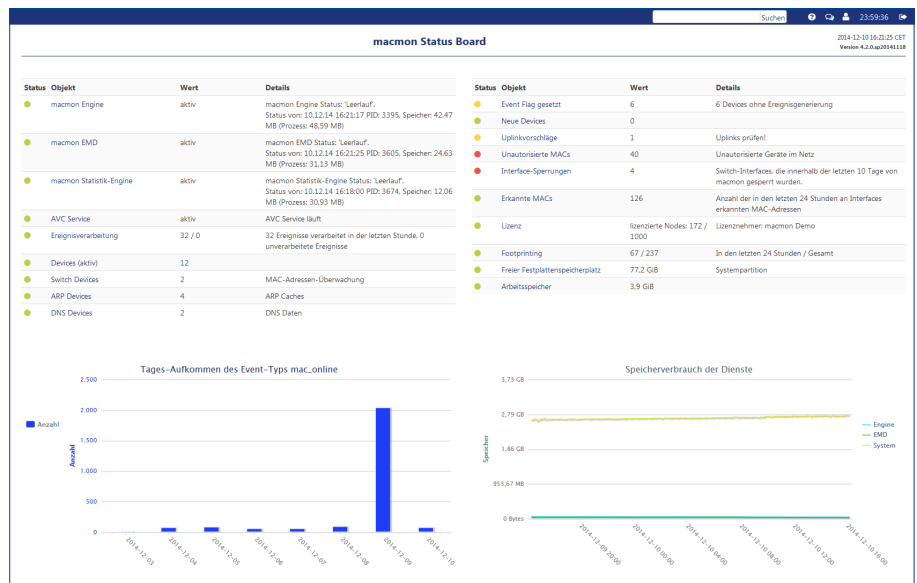 Suchen 23:59:36
macmon Status Board
2014-12-10 16:21:25 CET
Version 4.2.0.sp20141118
Status Objekt Wert Details
macmon Engine aktiv macmon Engine Status: 'Leerlauf'.
Status von: 10.12.14 16:21:17 PID: 3395, Speicher: 42.47
MB (Prozess: 48,59 MB)
macmon EMD aktiv macmon EMD Status: 'Leerlauf'.
Status von: 10.12.14 16:21:25 PID: 3605, Speicher: 24,63
MB (Prozess: 31,13 MB)
macmon Statistik-Engine aktiv macmon Statistik-Engine Status: 'Leerlauf'.
Status von: 10.12.14 16:18:00 PID: 3674, Speicher: 12,06
MB (Prozess: 30,93 MB)
AVC Service aktiv AVC Service läuft
Ereignisverarbeitung 32 / 0 32 Ereignisse verarbeitet in der letzten Stunde, 0
unverarbeitete Ereignisse
Devices (aktiv) 12
Switch Devices 2 MAC-Adressen-Überwachung
ARP Devices 4 ARP Caches
DNS Devices 2 DNS Daten
Status Objekt Wert Details
Event Flag gesetzt 6 6 Devices ohne Ereignisgenerierung
Neue Devices 0
Uplinkvorschläge 1 Uplinks prüfen!
Unautorisierte MACs 40 Unautorisierte Geräte im Netz
Interface-Sperrungen 4 Switch-Interfaces, die innerhalb der letzten 10 Tage von
macmon gesperrt wurden.
Erkannte MACs 126 Anzahl der in den letzten 24 Stunden an Interfaces
erkannten MAC-Adressen
Lizenz lizenzierte Nodes: 172 / Lizenznehmer: macmon Demo
1000
Footprinting 67 / 237 In den letzten 24 Stunden / Gesamt
Freier Festplattenspeicherplatz 77.2 GiB Systempartition
Arbeitsspeicher 3.9 GiB
Tages-Aufkommen des Event-Typs mac_online
2.500
2.000
1.500
1.000
500
0
Anzahl
Anzahl
2014-12-03
2014-12-04
2014-12-05
2014-12-06
2014-12-07
2014-12-08
2014-12-09
2014-12-10
Speicherverbrauch der Dienste
3,73 GB
2,79 GB
1,86 GB
953,67 MB
0 Bytes
Speicher
Engine
EMD
System
2014-12-09 20:00
2014-12-10 00:00
2014-12-10 04:00
2014-12-10 08:00
2014-12-10 12:00
2014-12-10 16:00